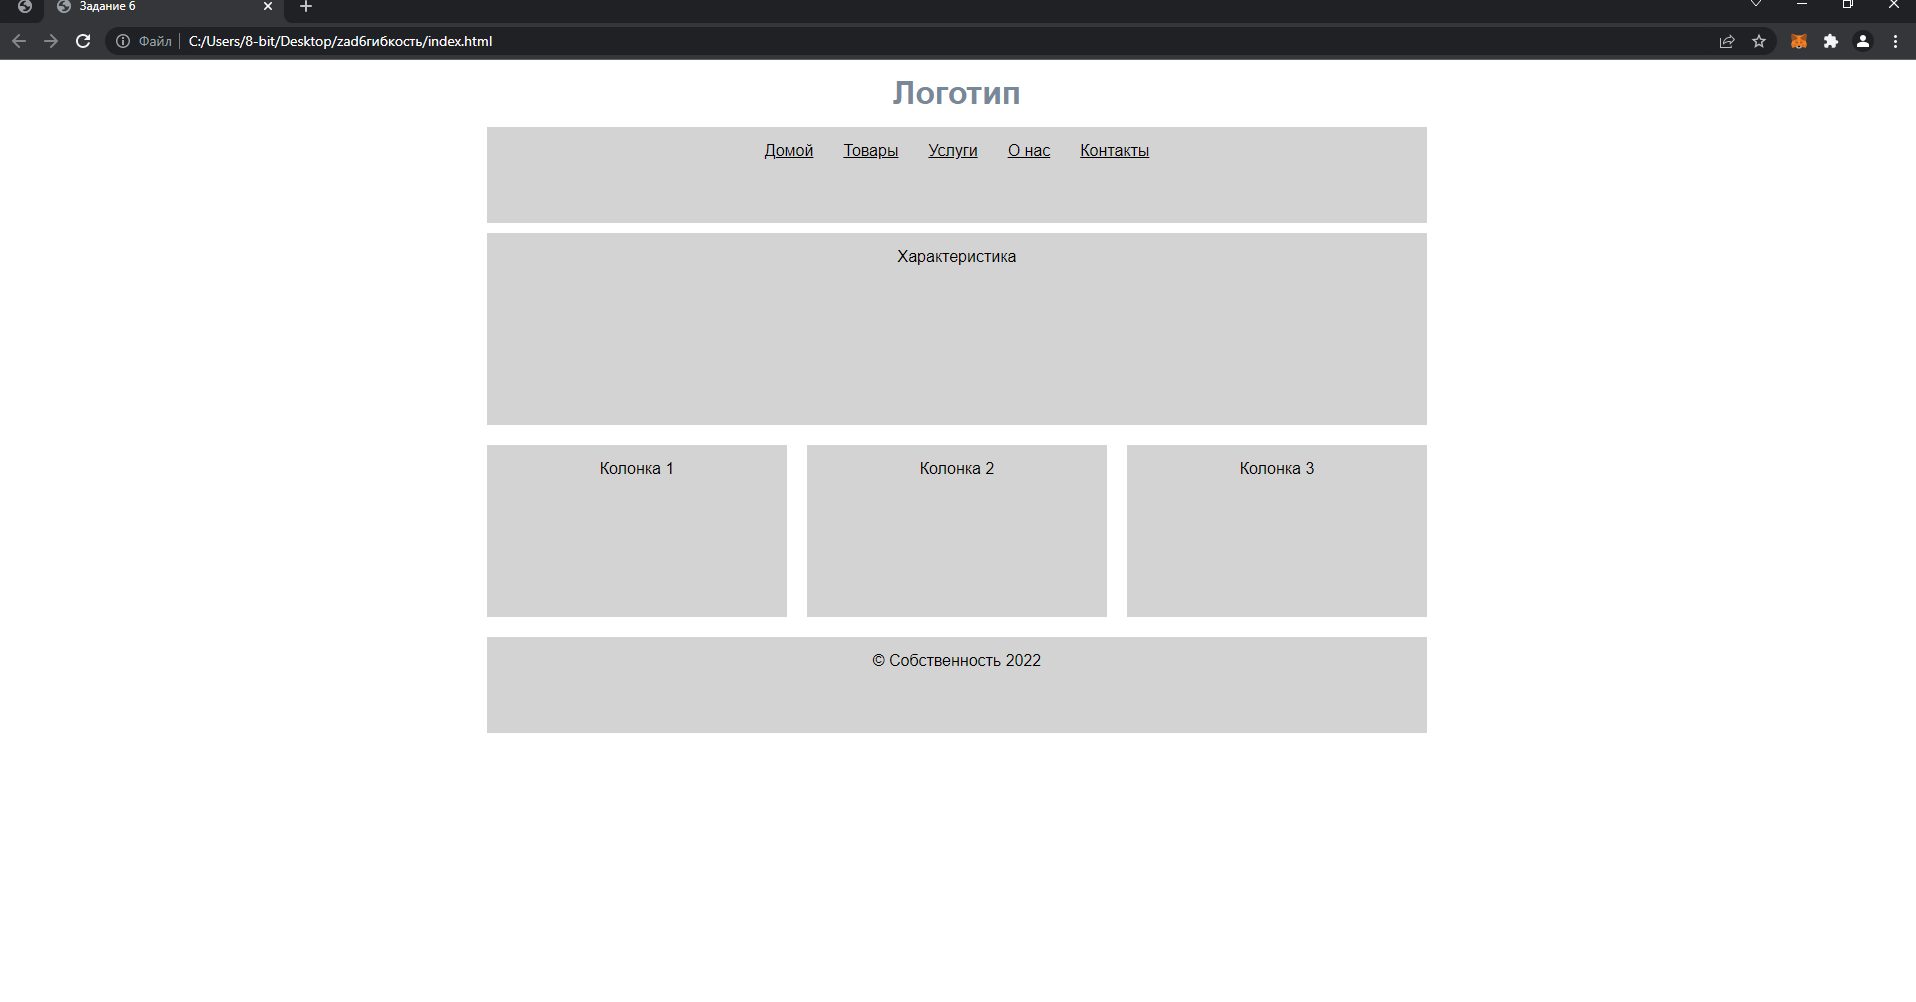 Задание 6
Файл C:/Users/8-bit/Desktop/zad6гибкость/index.html
Логотип
Домой Товары Услуги О нас Контакты
Характеристика
Колонка 1 Колонка 2 Колонка 3
© Собственность 2022